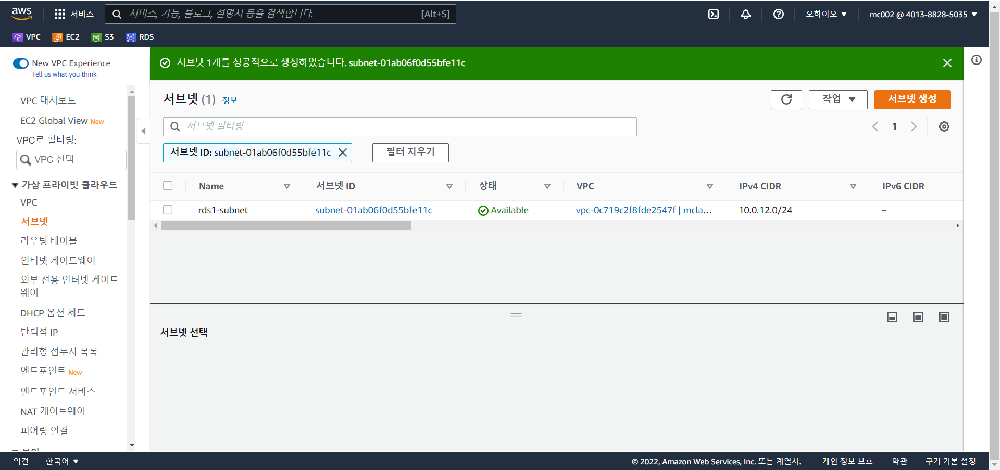 aws
서비스
서비스, 기능, 블로그, 설명서 등을 검색합니다.
[Alt+S]
오하이오
mc002 @ 4013-8828-5035
VPC
EC2
S3
RDS
New VPC Experience
Tell us what you think
VPC 대시보드
EC2 Global View New
VPC로 필터링:
VPC 선택
가상 프라이빗 클라우드
VPC
서브넷
라우팅 테이블
인터넷 게이트웨이
외부 전용 인터넷 게이트
웨이
DHCP 옵션 세트
탄력적 IP
관리형 접두사 목록
엔드포인트 New
엔드포인트 서비스
NAT 게이트웨이
피어링 연결
서브넷 1개를 성공적으로 생성하였습니다. subnet-01ab06f0d55bfe11c
서브넷 (1) 정보
작업
서브넷 생성
서브넷 필터링
1
서브넷 ID: subnet-01ab06f0d55bfe11c
필터 지우기
Name 서브넷 ID 상태 VPC IPv4 CIDR IPv6 CIDR
rds1-subnet subnet-01ab06f0d55bfe11c Available vpc-0c719c2f8fde2547f | mcla... 10.0.12.0/24 –
서브넷 선택
의견
한국어
© 2022, Amazon Web Services, Inc. 또는 계열사.
개인 정보 보호
약관
쿠키 기본 설정